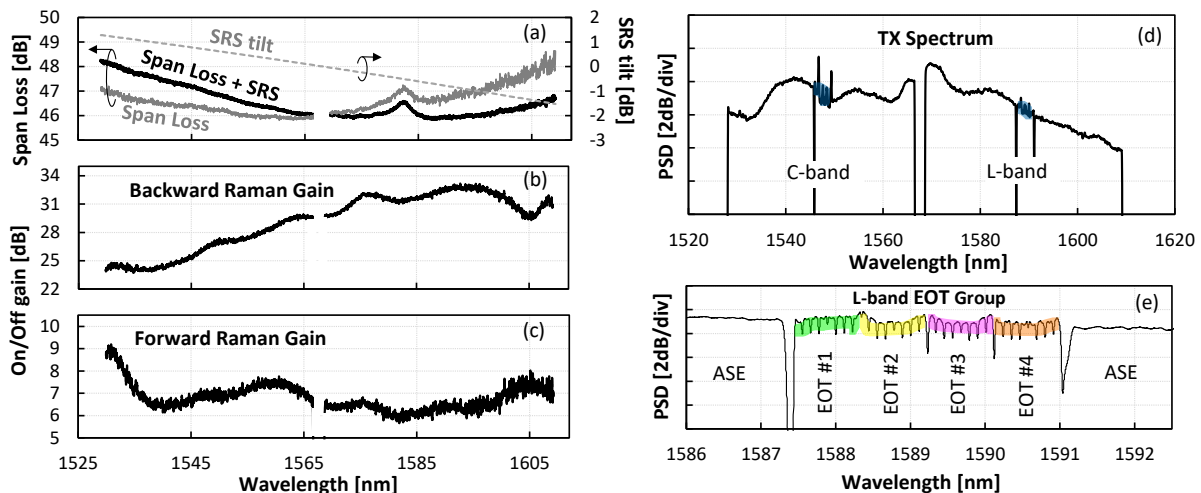 50
49
48
47
46
45
Span Loss [dB]
SRS tilt
Span Loss + SRS
Span Loss
(a)
2
1
0
-1
-2
-3
SRS tilt
[dB]
34
31
28
25
22
Backward Raman Gain
(b)
On/Off gain [dB]
10
9
8
7
6
5
Forward Raman Gain
(c)
1525
1545
1565
1585
1605
Wavelength [nm]
TX Spectrum
(d)
PSD [2dB/div]
C-band
L-band
1520
1540
1560
1580
1600
1620
Wavelength [nm]
L-band EOT Group
(e)
PSD [2dB/div]
ASE
EOT #1
EOT #2
EOT #3
EOT #4
ASE
1586
1587
1588
1589
1590
1591
1592
Wavelength [nm]